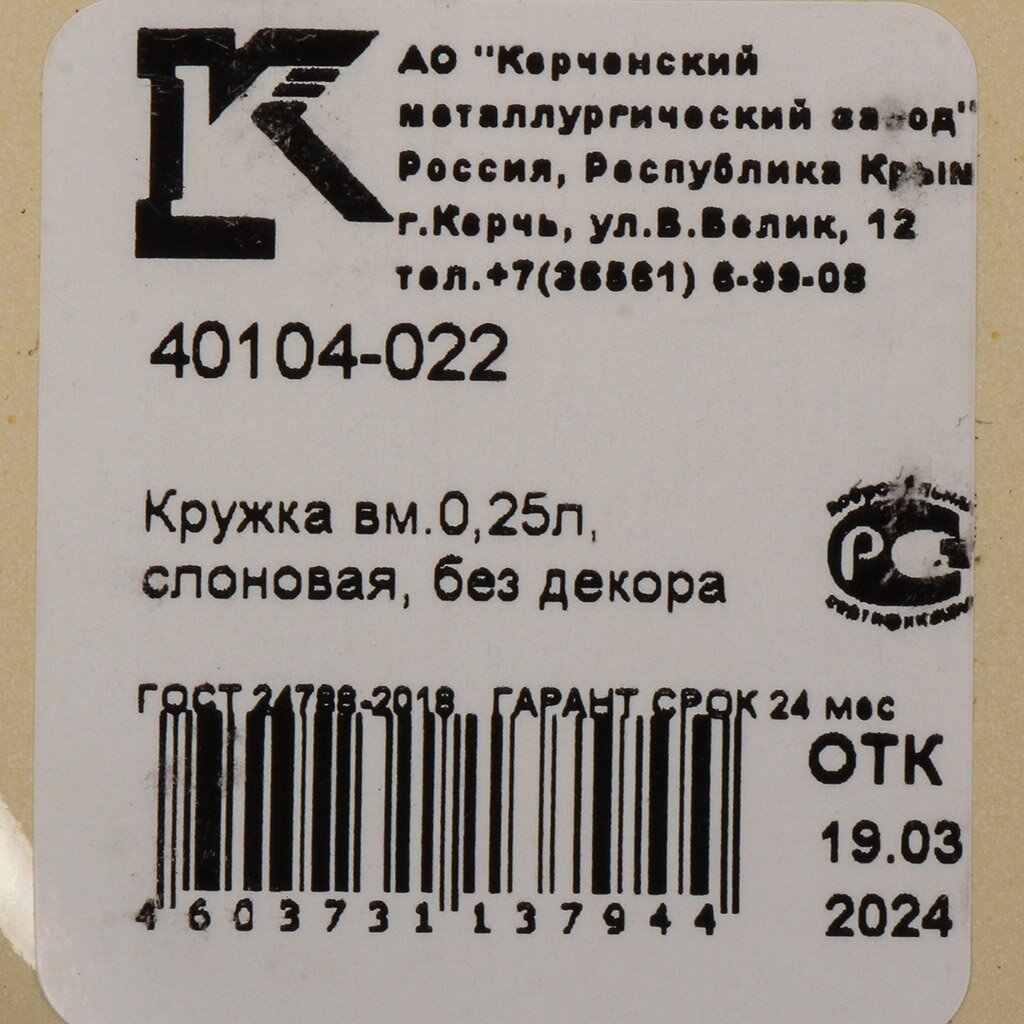 АО "Керченский
металлургический завод"
Россия, Республика Крым
г.Керчь, ул.В.Белик, 12
тел.+7(36561) 6-99-08
40104-022
Кружка вм.0,25л,
слоновая, без декора
РС
ГОСТ 24788-2018 ГАРАНТ СРОК 24 мес
ОТК
19.03
2024
4 603731 137944